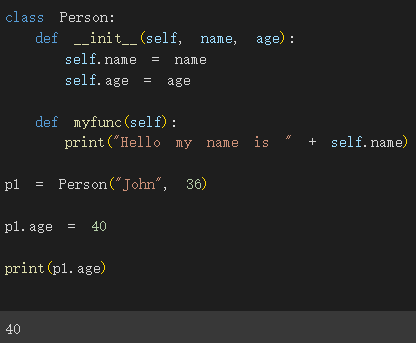 class Person:
    def __init__(self, name, age):
        self.name = name
        self.age = age

    def myfunc(self):
        print("Hello my name is " + self.name)

p1 = Person("John", 36)

p1.age = 40

print(p1.age)

40